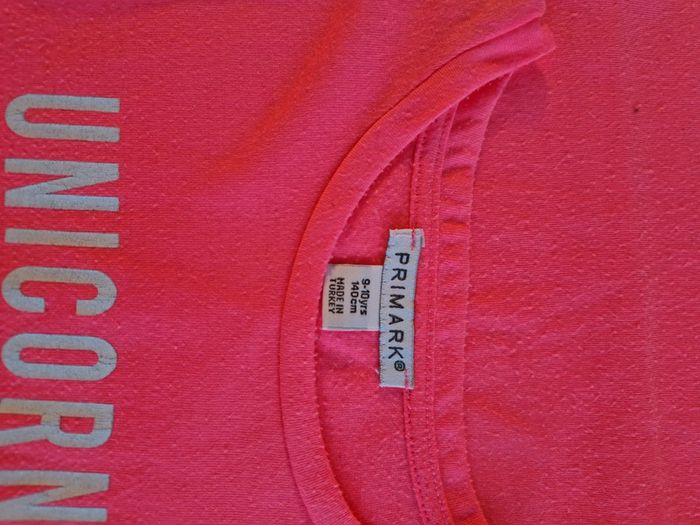 PRIMARK®
9-10yrs
140cm
MADE IN
TURKEY
UNICORN